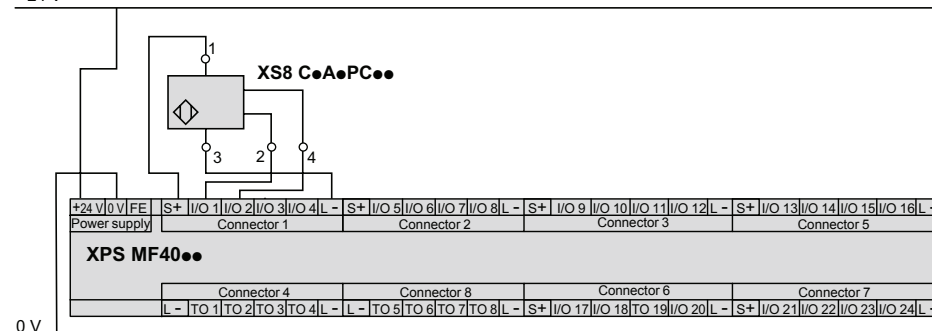 1
XS8 C●A●PC●●
3 2 4
+24 V 0 V FE S+ I/O 1 I/O 2 I/O 3 I/O 4 L - S+ I/O 5 I/O 6 I/O 7 I/O 8 L - S+ I/O 9 I/O 10 I/O 11 I/O 12 L - S+ I/O 13 I/O 14 I/O 15 I/O 16 L -
Power supply Connector 1 Connector 2 Connector 3 Connector 5
XPS MF40●●
Connector 4 Connector 8 Connector 6 Connector 7
L - TO 1 TO 2 TO 3 TO 4 L - L - TO 5 TO 6 TO 7 TO 8 L - S+ I/O 17 I/O 18 TO 19 I/O 20 L - S+ I/O 21 I/O 22 I/O 23 I/O 24 L -
0 V